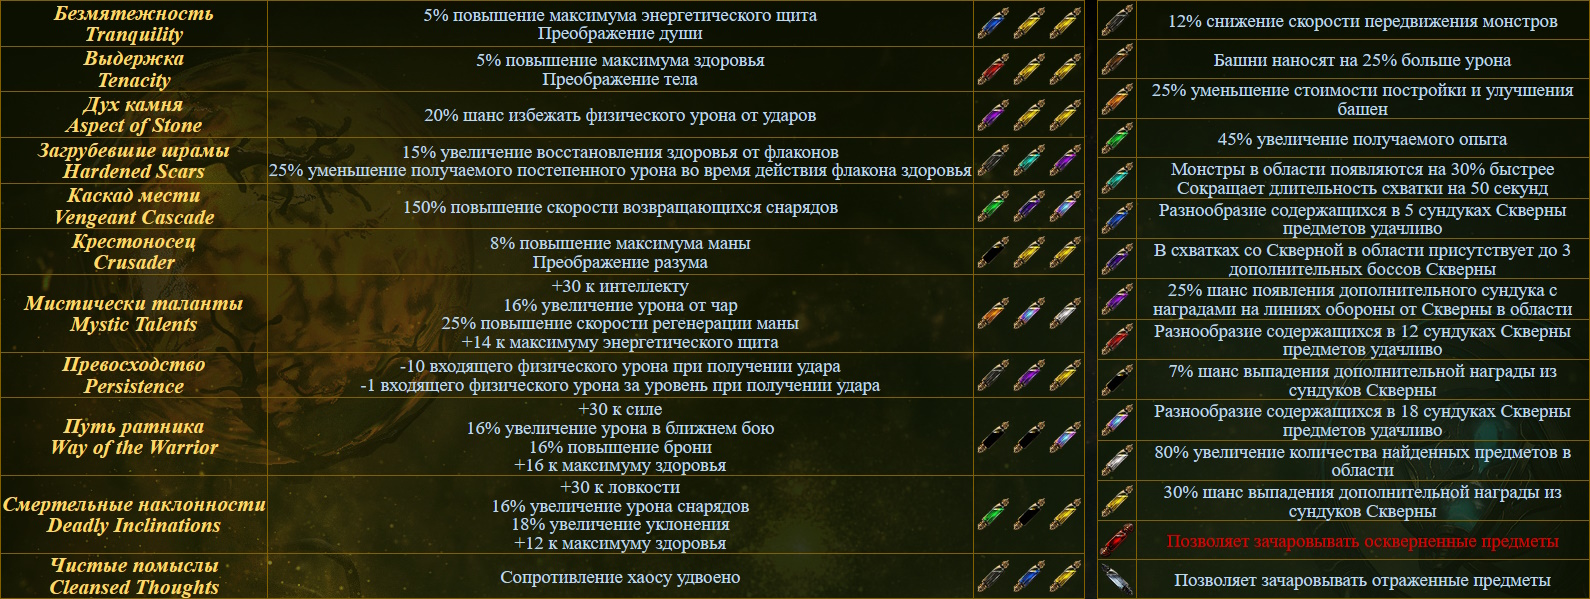 Безмятежность
Tranquility
5% повышение максимума энергетического щита
Преображение души
Выдержка
Tenacity
5% повышение максимума здоровья
Преображение тела
Дух камня
Aspect of Stone
20% шанс избежать физического урона от ударов
Загрубевшие шрамы
Hardened Scars
15% увеличение восстановления здоровья от флаконов
25% уменьшение получаемого постепенного урона во время действия флакона здоровья
Каскад мести
Vengeant Cascade
150% повышение скорости возвращающихся снарядов
Крестоносец
Crusader
8% повышение максимума маны
Преображение разума
Мистически таланты
Mystic Talents
+30 к интеллекту
16% увеличение урона от чар
25% повышение скорости регенерации маны
+14 к максимуму энергетического щита
Превосходство
Persistence
-10 входящего физического урона при получении удара
-1 входящего физического урона за уровень при получении удара
Путь ратника
Way of the Warrior
+30 к силе
16% увеличение урона в ближнем бою
16% повышение брони
+16 к максимуму здоровья
Смертельные наклонности
Deadly Inclinations
+30 к ловкости
16% увеличение урона снарядов
18% увеличение уклонения
+12 к максимуму здоровья
Чистые помыслы
Cleansed Thoughts
Сопротивление хаосу удвоено
12% снижение скорости передвижения монстров
Башни наносят на 25% больше урона
25% уменьшение стоимости постройки и улучшения
башен
45% увеличение получаемого опыта
Монстры в области появляются на 30% быстрее
Сокращает длительность схватки на 50 секунд
Разнообразие содержащихся в 5 сундуках Скверны
предметов удачливо
В схватках со Скверной в области присутствует до 3
дополнительных боссов Скверны
25% шанс появления дополнительного сундука с
наградами на линиях обороны от Скверны в области
Разнообразие содержащихся в 12 сундуках Скверны
предметов удачливо
7% шанс выпадения дополнительной награды из
сундуков Скверны
Разнообразие содержащихся в 18 сундуках Скверны
предметов удачливо
80% увеличение количества найденных предметов в
области
30% шанс выпадения дополнительной награды из
сундуков Скверны
Позволяет зачаровывать оскверненные предметы
Позволяет зачаровывать отраженные предметы